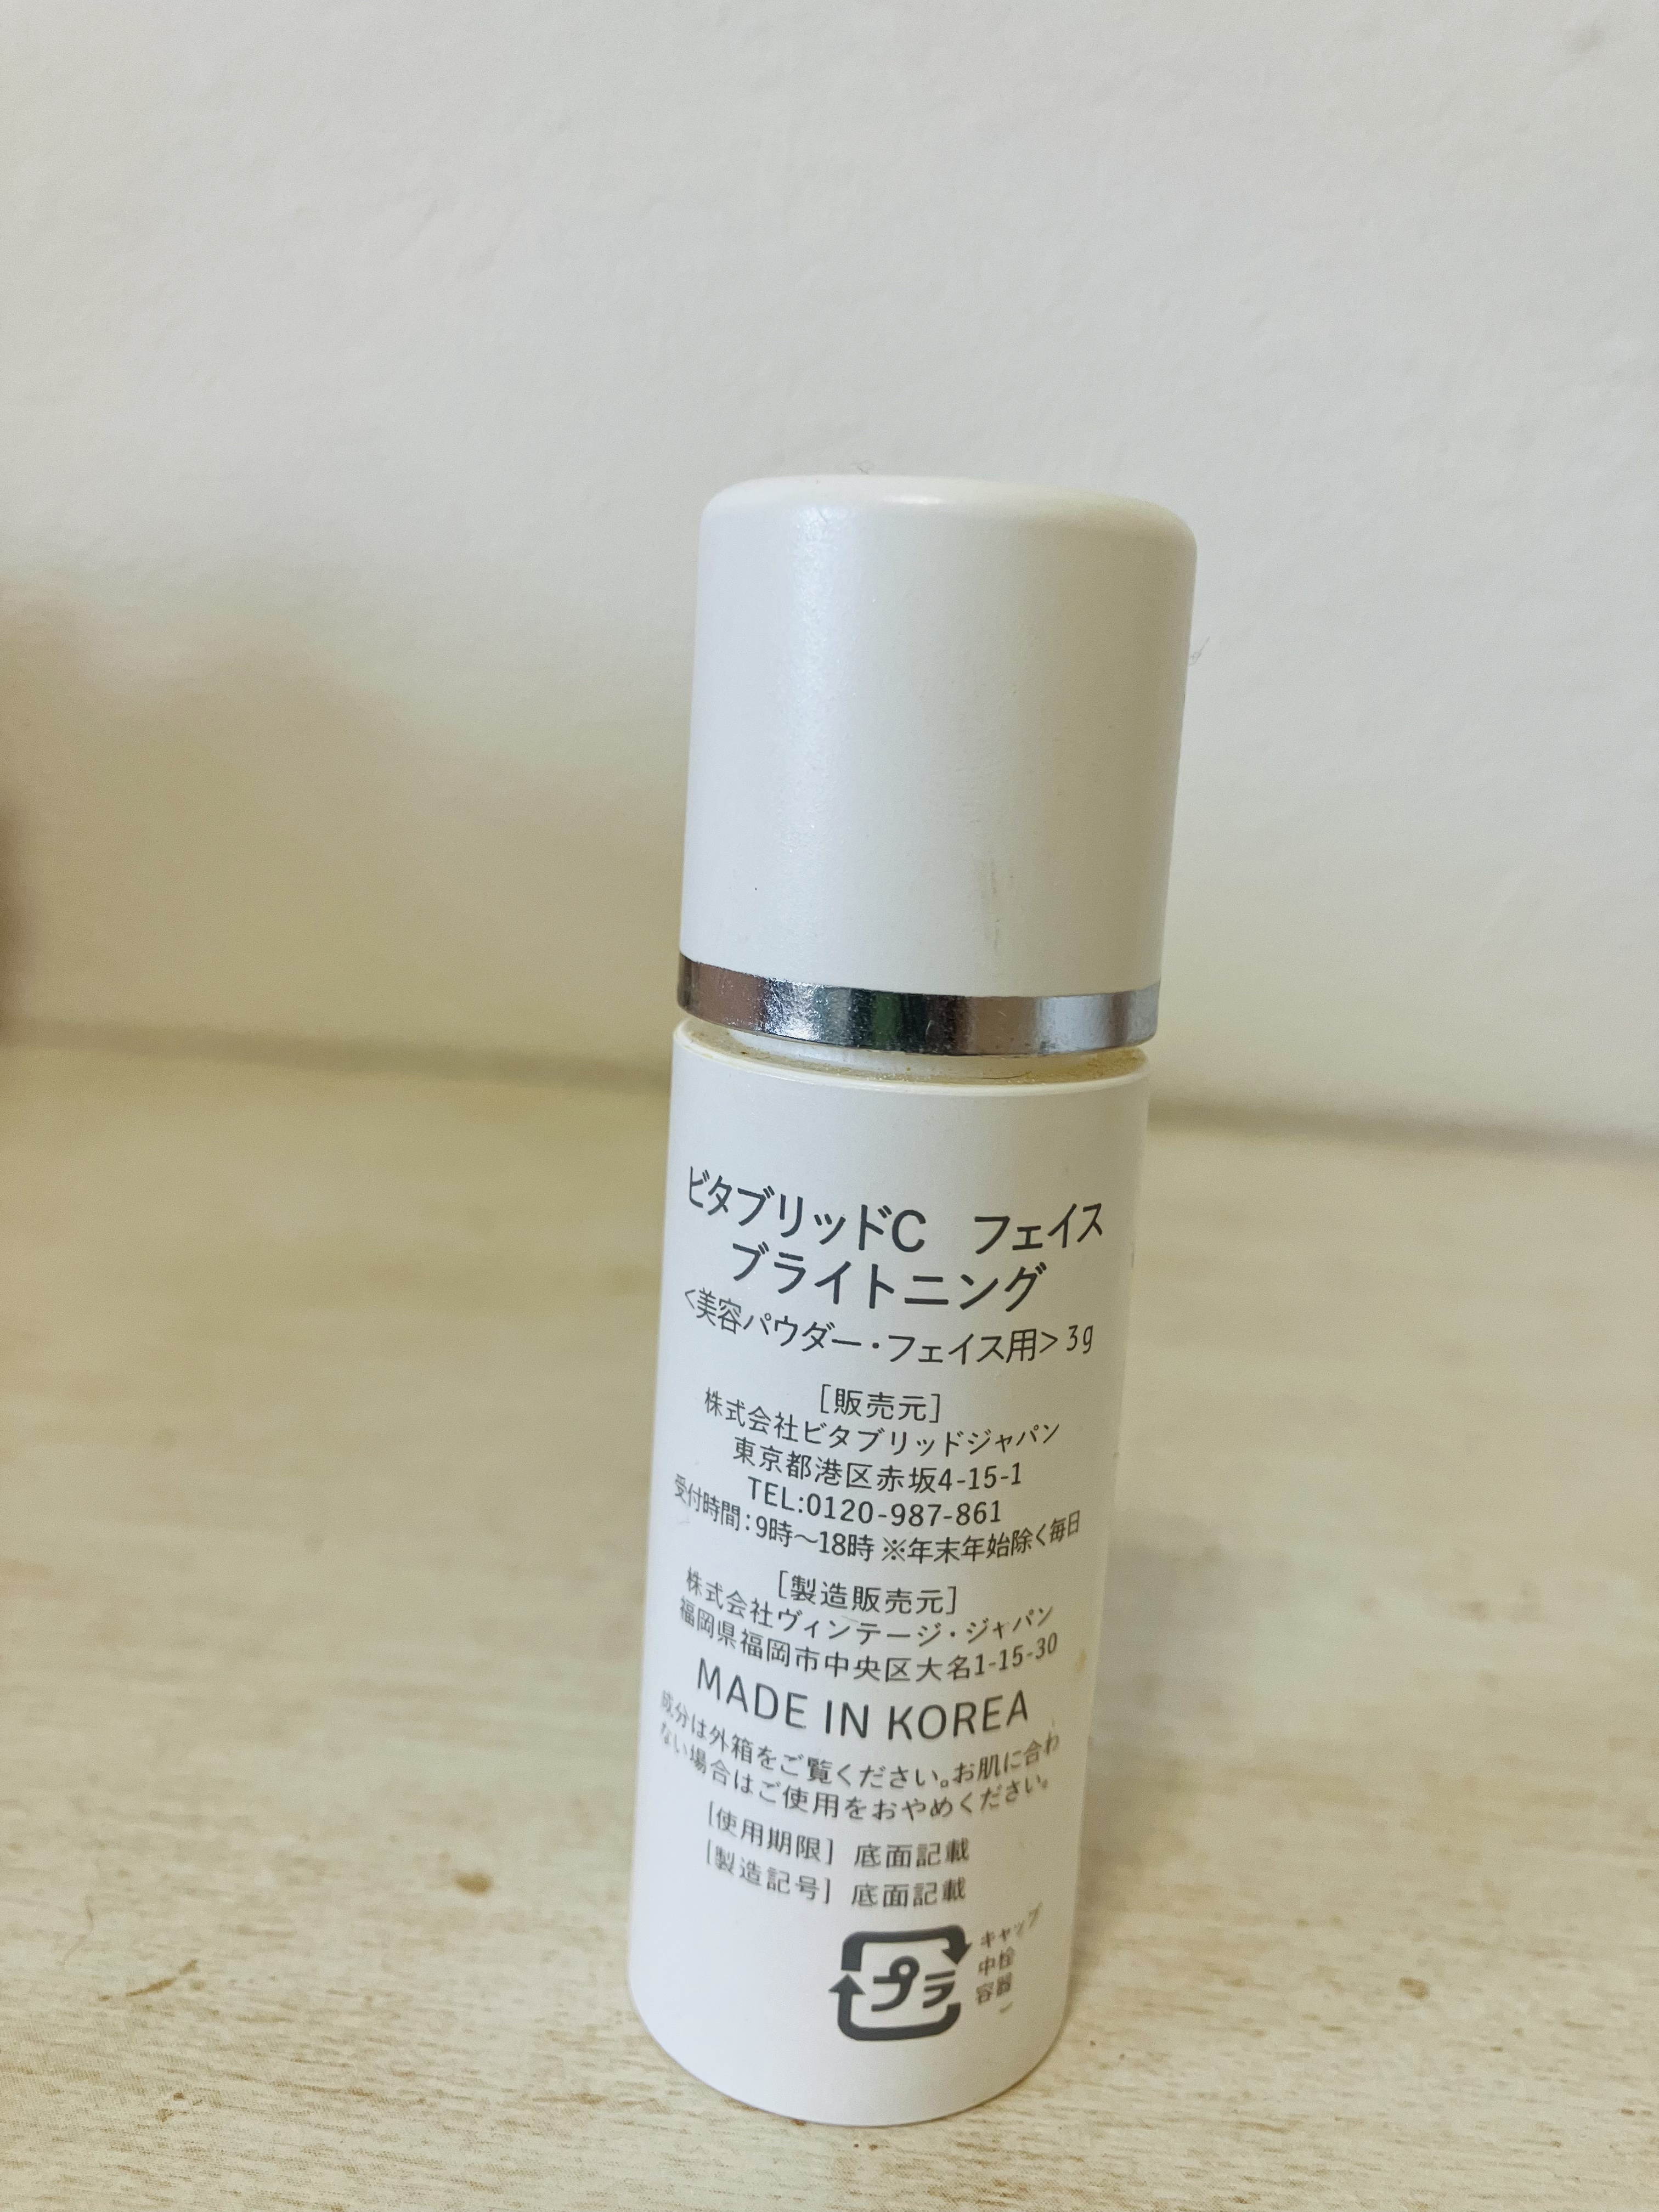 ビタブリッドC　フェイス
ブライトニング
<美容パウダー・フェイス用> 3g
[販売元]
株式会社ビタブリッドジャパン
東京都港区赤坂4-15-1
TEL:0120-987-861
受付時間：9時〜18時 ※年末年始除く毎日
[製造販売元]
株式会社ヴィンテージ・ジャパン
福岡県福岡市中央区大名1-15-30
MADE IN KOREA
成分は外箱をご覧ください。お肌に合わ
ない場合はご使用をおやめください。
[使用期限] 底面記載
[製造記号] 底面記載
プラ
キャップ
中栓
容器